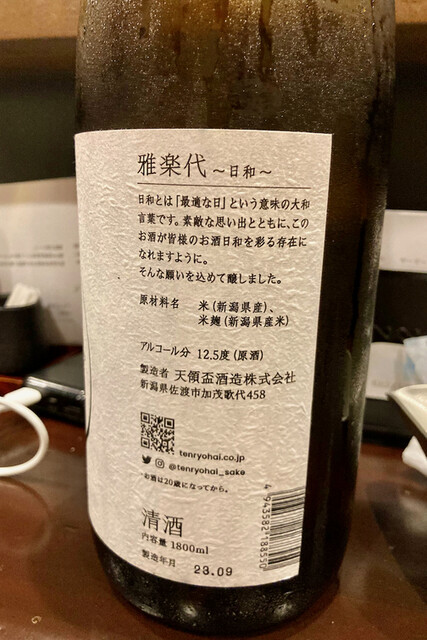 雅楽代 〜日和〜
日和とは「最適な日」という意味の大和
言葉です。素敵な思い出とともに、この
お酒が皆様のお酒日和を彩る存在に
なれますように。
そんな願いを込めて醸しました。
原材料名 米(新潟県産)、
米麹(新潟県産米)
アルコール分 12.5度(原酒)
製造者 天領盃酒造株式会社
新潟県佐渡市加茂歌代458
tenryohai.co.jp
@tenryohai_sake
お酒は20歳になってから。
清酒
内容量 1800ml
製造年月 23.09
4943582188550